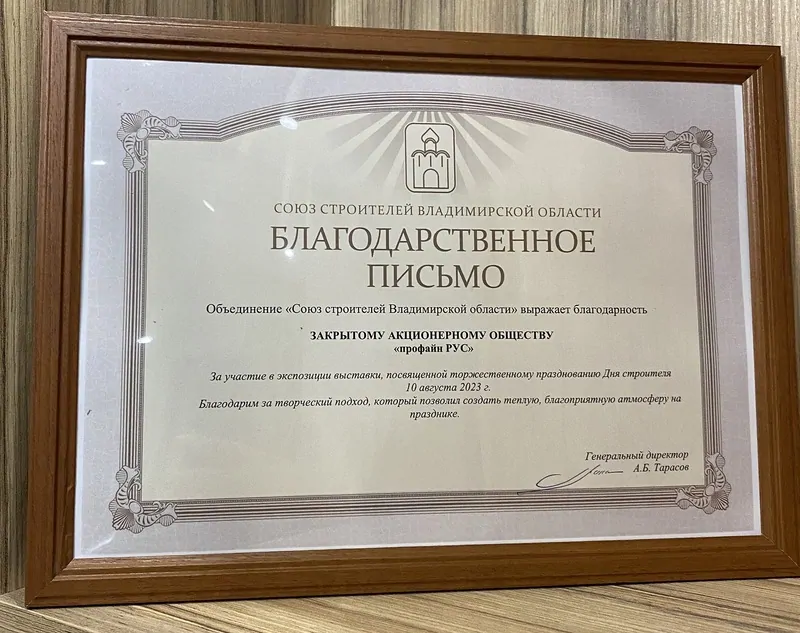 СОЮЗ СТРОИТЕЛЕЙ ВЛАДИМИРСКОЙ ОБЛАСТИ
БЛАГОДАРСТВЕННОЕ
ПИСЬМО
Объединение «Союз строителей Владимирской области» выражает благодарность
ЗАКРЫТОМУ АКЦИОНЕРНОМУ ОБЩЕСТВУ
«профайн РУС»
За участие в экспозиции выставки, посвященной торжественному празднованию Дня строителя
10 августа 2023 г.
Благодарим за творческий подход, который позволил создать теплую, благоприятную атмосферу на
празднике.
Генеральный директор
А.Б. Тарасов